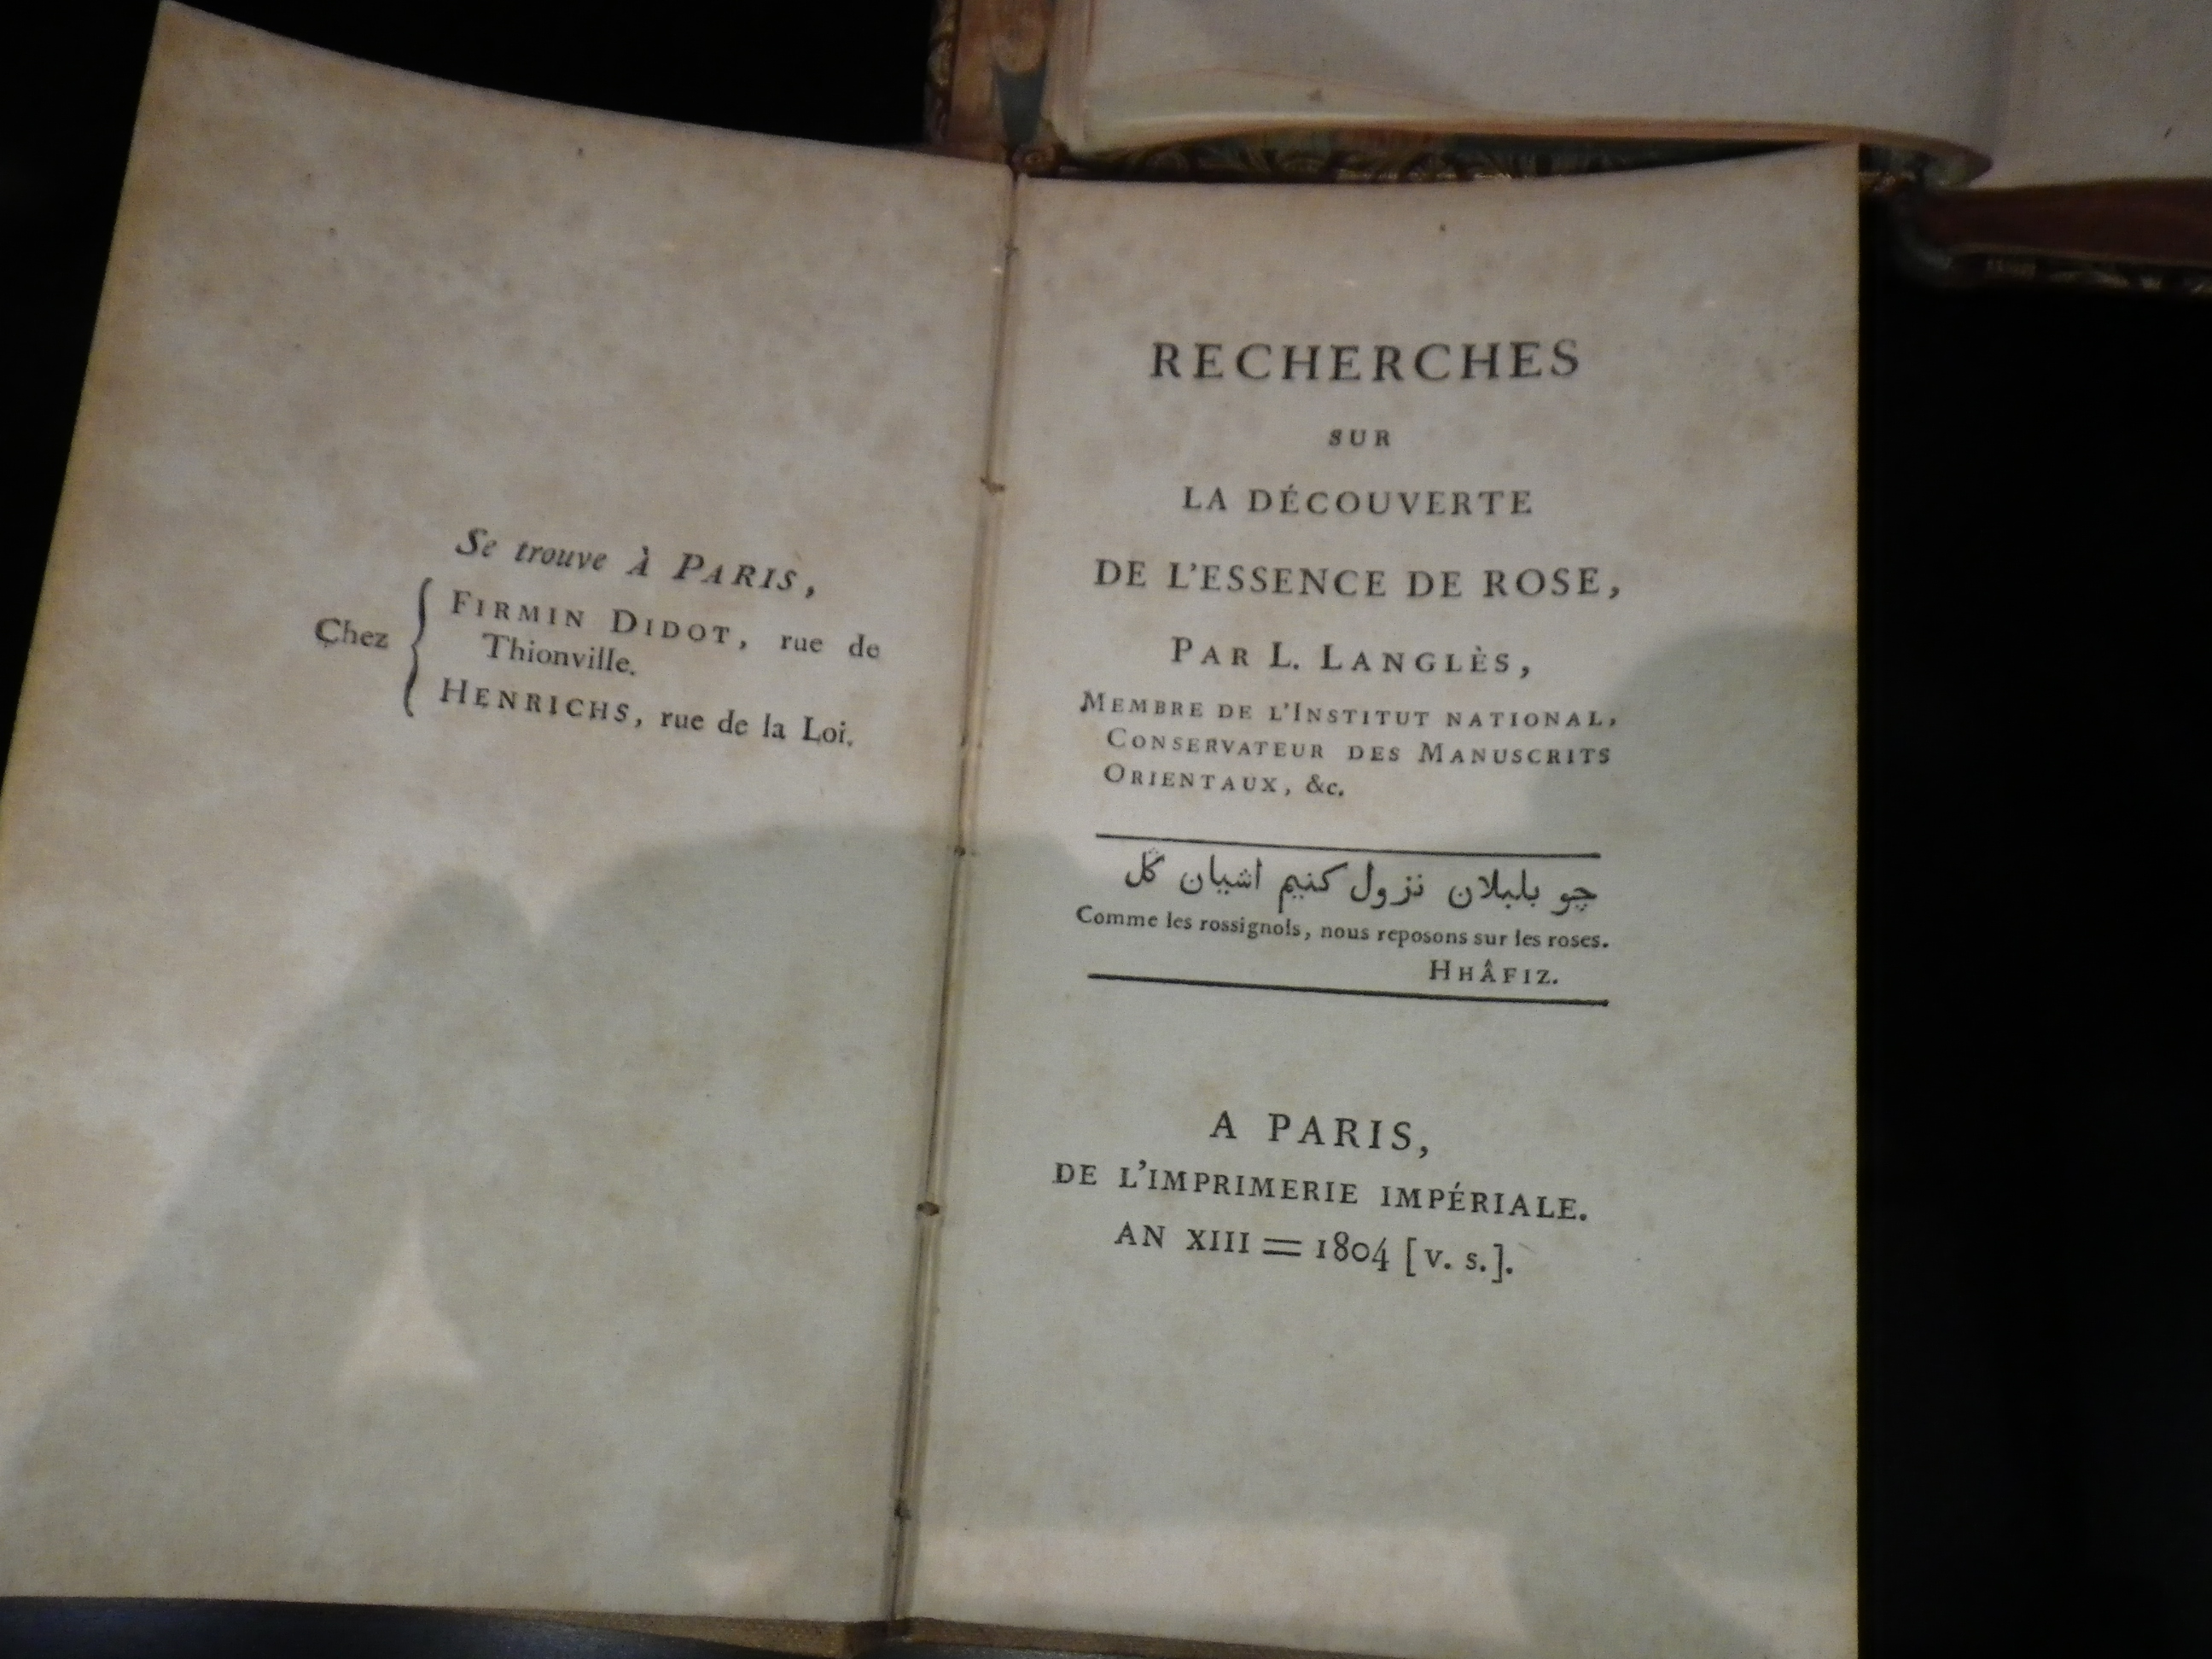 Se trouve À PARIS,
Chez { FIRMIN DIDOT, rue de
Thionville.
HENRICHS, rue de la Loi.
RECHERCHES
SUR
LA DÉCOUVERTE
DE L'ESSENCE DE ROSE,
PAR L. LANGLÈS,
MEMBRE DE L'INSTITUT NATIONAL,
CONSERVATEUR DES MANUSCRITS
ORIENTAUX, &c.
چو بلبلان نزول کنیم اشیان کل
Comme les rossignols, nous reposons sur les roses.
HHÂFIZ.
A PARIS,
DE L'IMPRIMERIE IMPÉRIALE.
AN XIII = 1804 [v. s.].